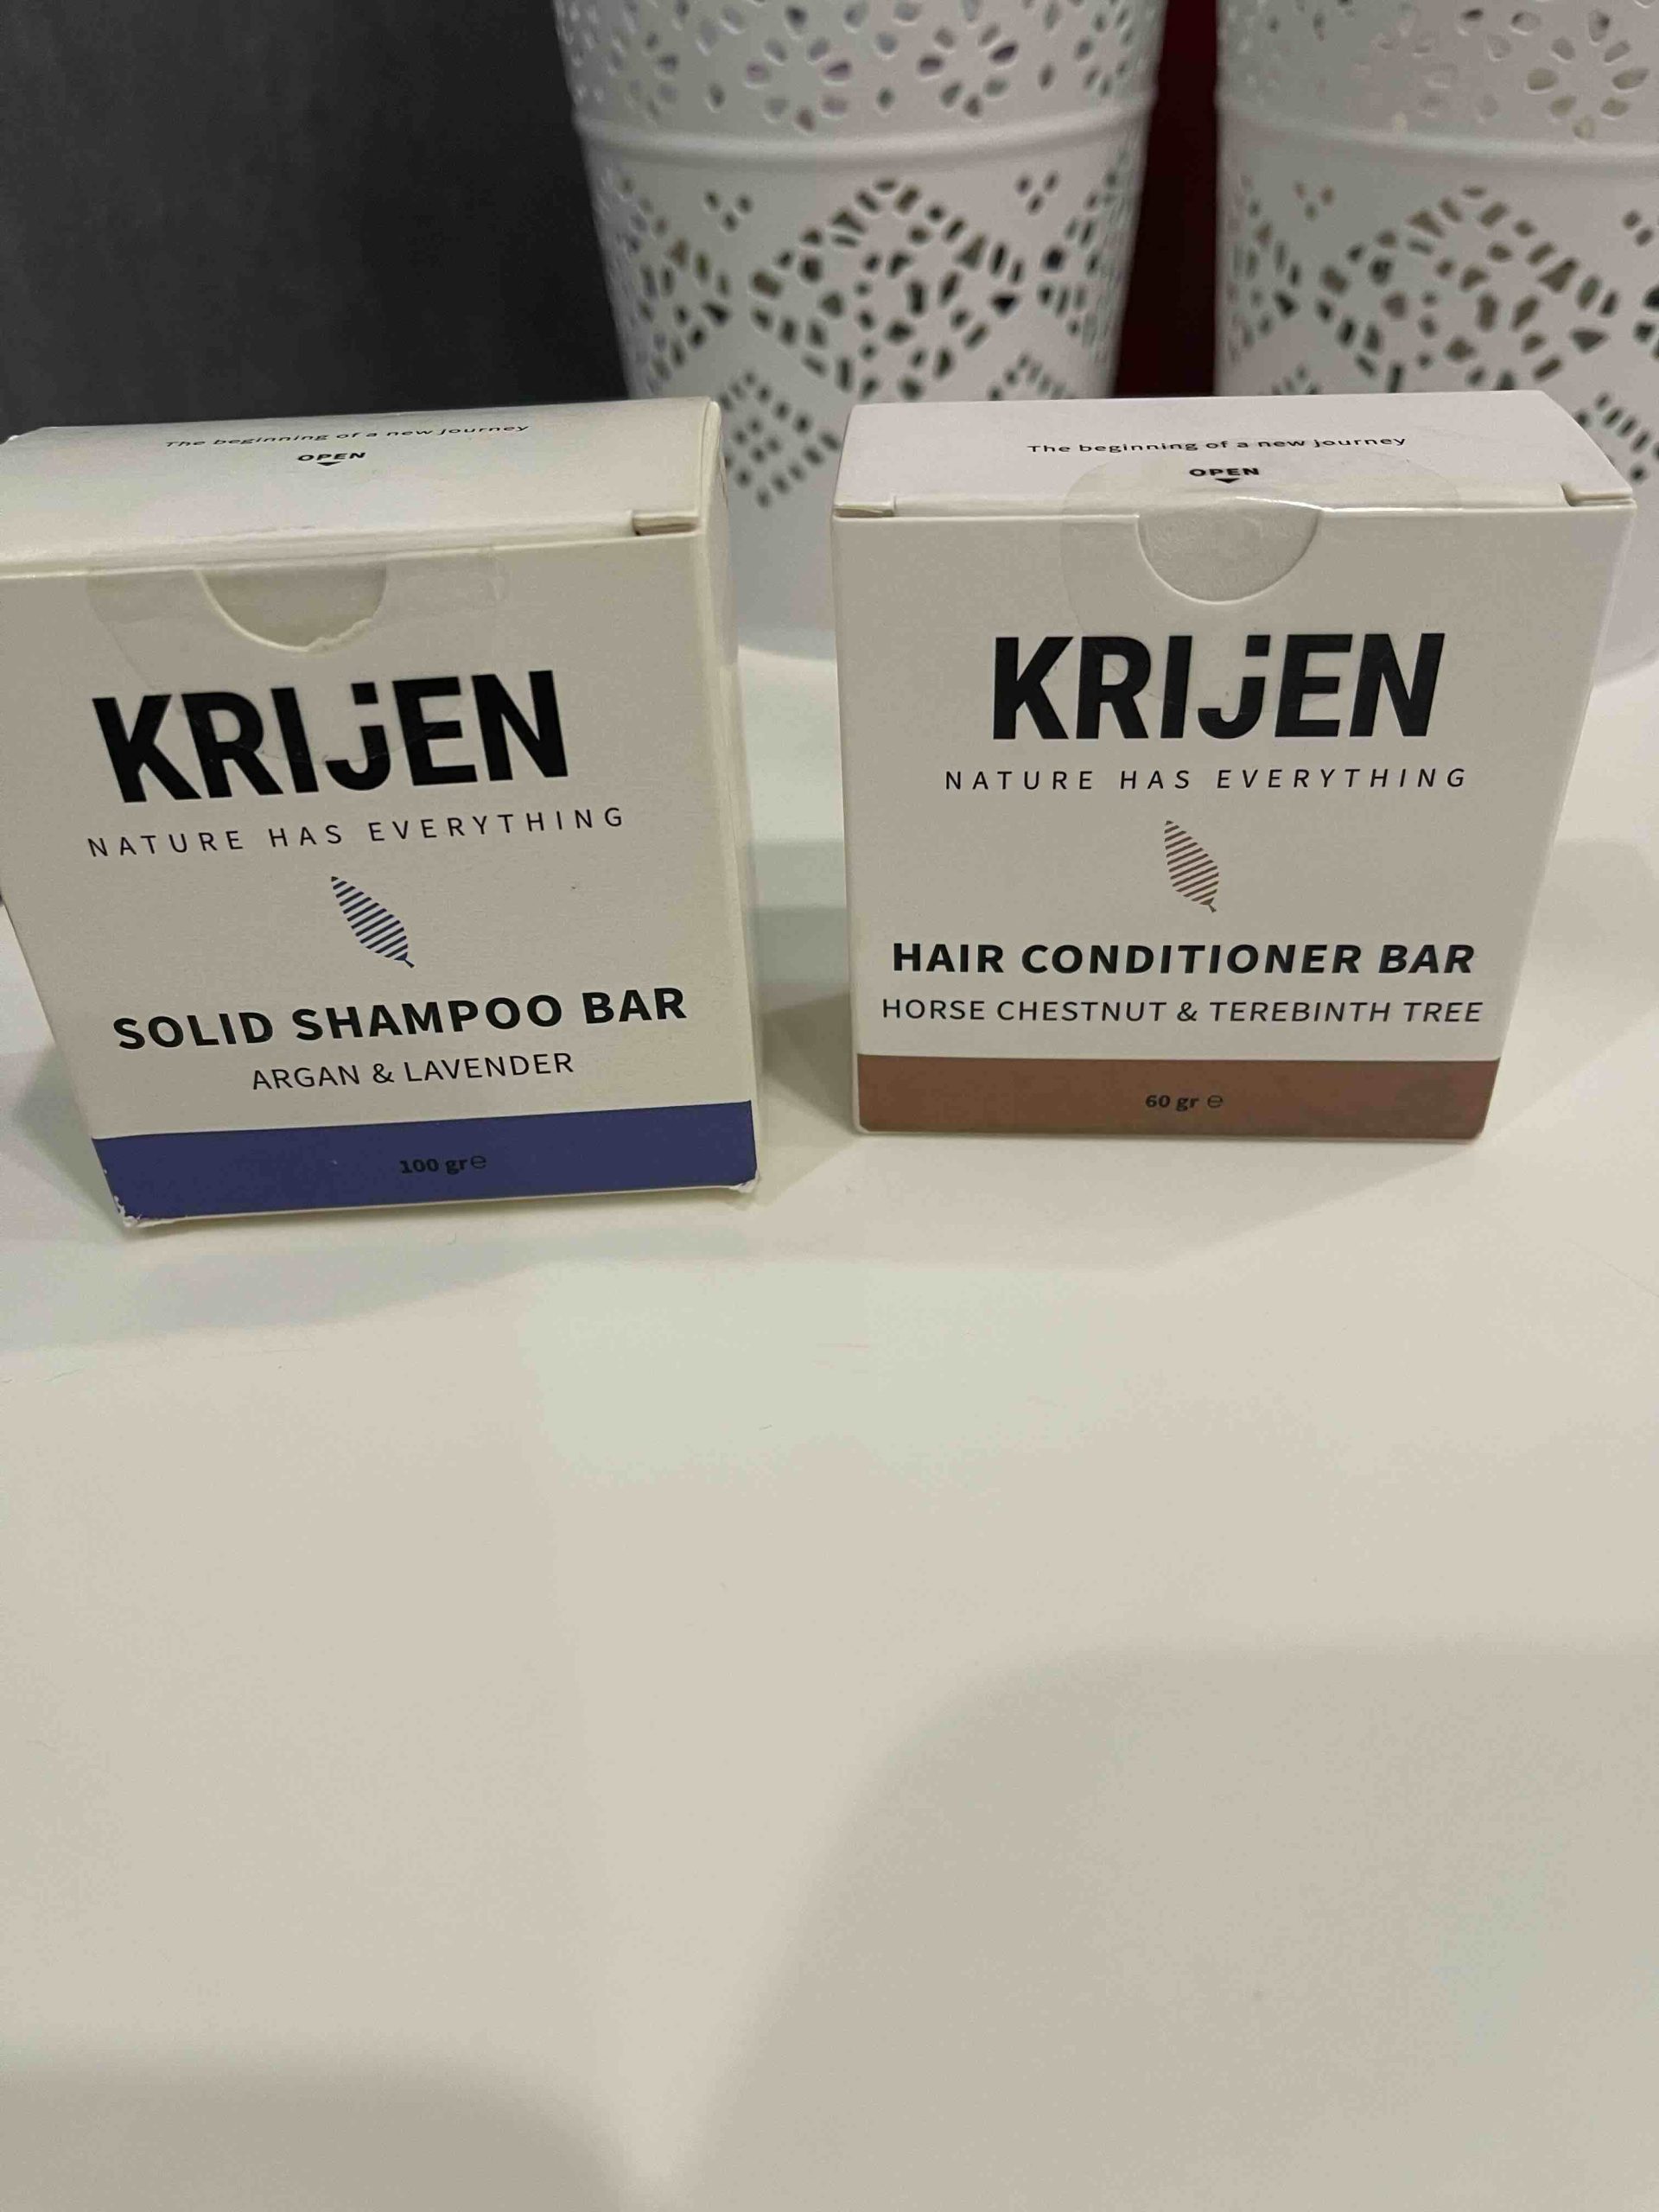 The beginning of a new journey
OPEN
KRIJEN
NATURE HAS EVERYTHING
SOLID SHAMPOO BAR
ARGAN & LAVENDER
100 gr ℮
The beginning of a new journey
OPEN
KRIJEN
NATURE HAS EVERYTHING
HAIR CONDITIONER BAR
HORSE CHESTNUT & TEREBINTH TREE
60 gr ℮